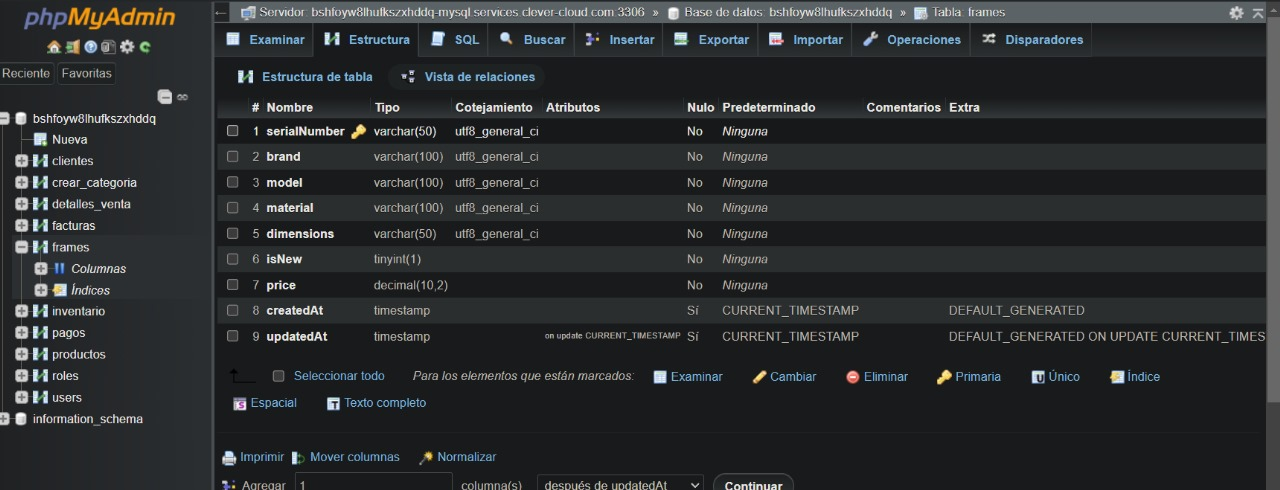 phpMyAdmin
Reciente Favoritas
bshfoyw8lhufkszxhddq
Nueva
clientes
crear_categoria
detalles_venta
facturas
frames
Columnas
Índices
inventario
pagos
productos
roles
users
information_schema
Servidor: bshfoyw8lhufkszxhddq-mysql.services.clever-cloud.com:3306 » Base de datos: bshfoyw8lhufkszxhddq » Tabla: frames
Examinar Estructura SQL Buscar Insertar Exportar Importar Operaciones Disparadores
Estructura de tabla Vista de relaciones
# Nombre Tipo Cotejamiento Atributos Nulo Predeterminado Comentarios Extra
1 serialNumber varchar(50) utf8_general_ci No Ninguna
2 brand varchar(100) utf8_general_ci No Ninguna
3 model varchar(100) utf8_general_ci No Ninguna
4 material varchar(100) utf8_general_ci No Ninguna
5 dimensions varchar(50) utf8_general_ci No Ninguna
6 isNew tinyint(1) No Ninguna
7 price decimal(10,2) No Ninguna
8 createdAt timestamp Sí CURRENT_TIMESTAMP DEFAULT_GENERATED
9 updatedAt timestamp on update CURRENT_TIMESTAMP Sí CURRENT_TIMESTAMP DEFAULT_GENERATED ON UPDATE CURRENT_TIMES
Seleccionar todo Para los elementos que están marcados: Examinar Cambiar Eliminar Primaria Único Índice
Espacial Texto completo
Imprimir Mover columnas Normalizar
Agregar 1 columna(s) después de updatedAt Continuar